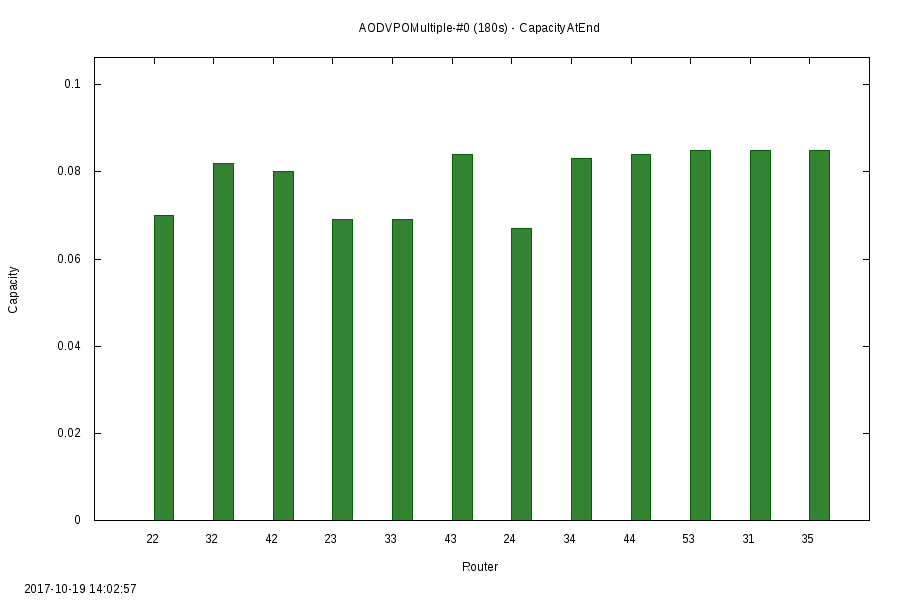 AODVPOMultiple-#0 (180s) - CapacityAtEnd
0.1
0.08
0.06
0.04
0.02
0
Capacity
22 32 42 23 33 43 24 34 44 53 31 35
Router
2017-10-19 14:02:57